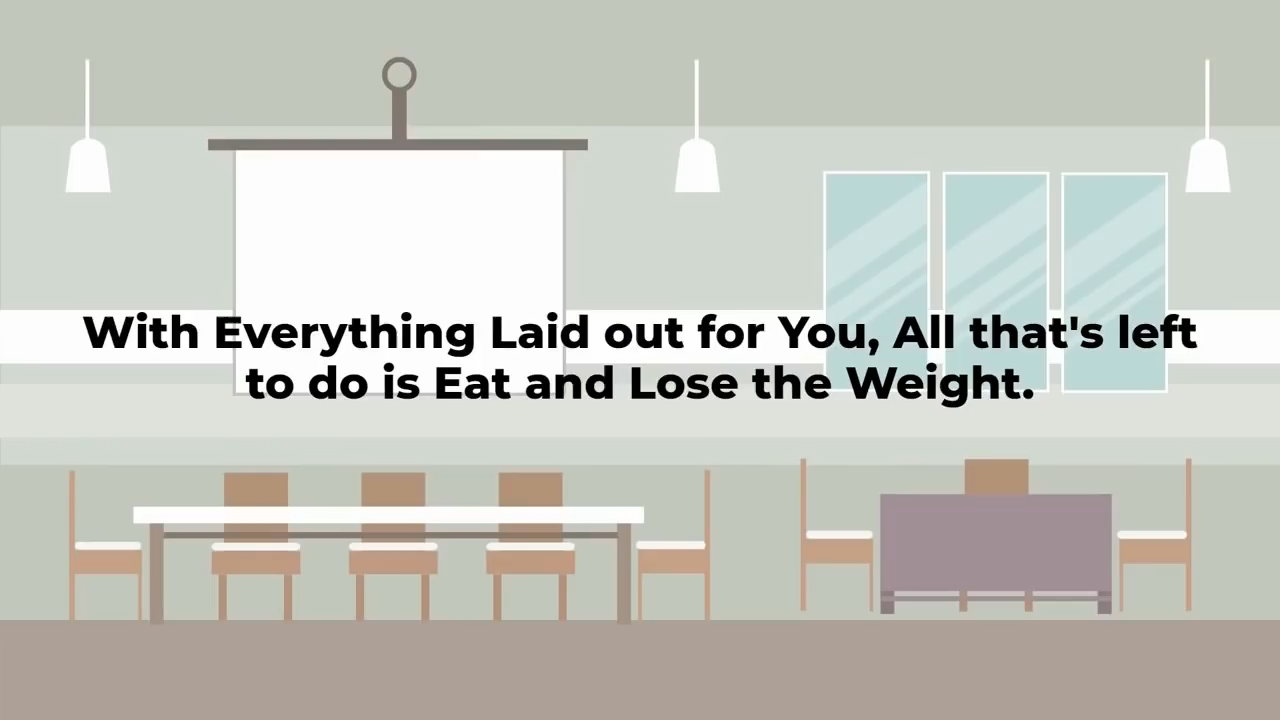 With Everything Laid out for You, All that's left
to do is Eat and Lose the Weight.